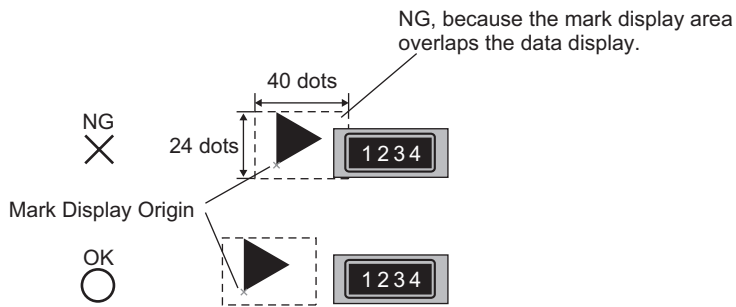 NG, because the mark display area
overlaps the data display.
40 dots
NG
24 dots
1234
Mark Display Origin
OK
1234